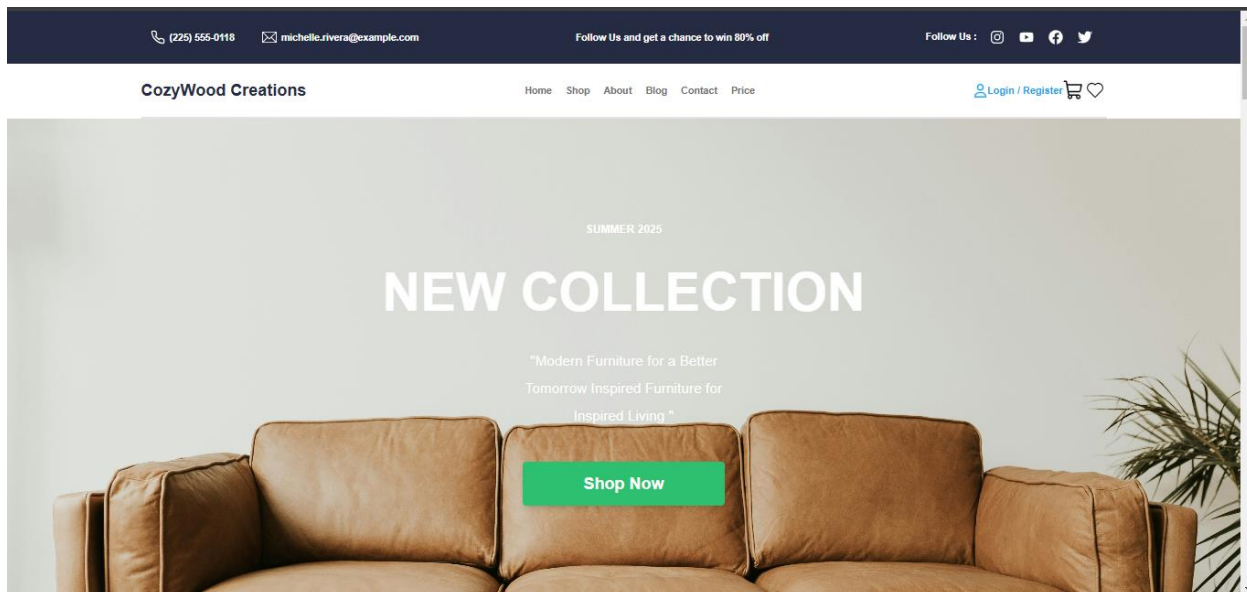 (225) 555-0118 michelle.rivera@example.com Follow Us and get a chance to win 80% off Follow Us :
CozyWood Creations Home Shop About Blog Contact Price Login / Register
SUMMER 2025
NEW COLLECTION
"Modern Furniture for a Better
Tomorrow Inspired Furniture for
Inspired Living "
Shop Now